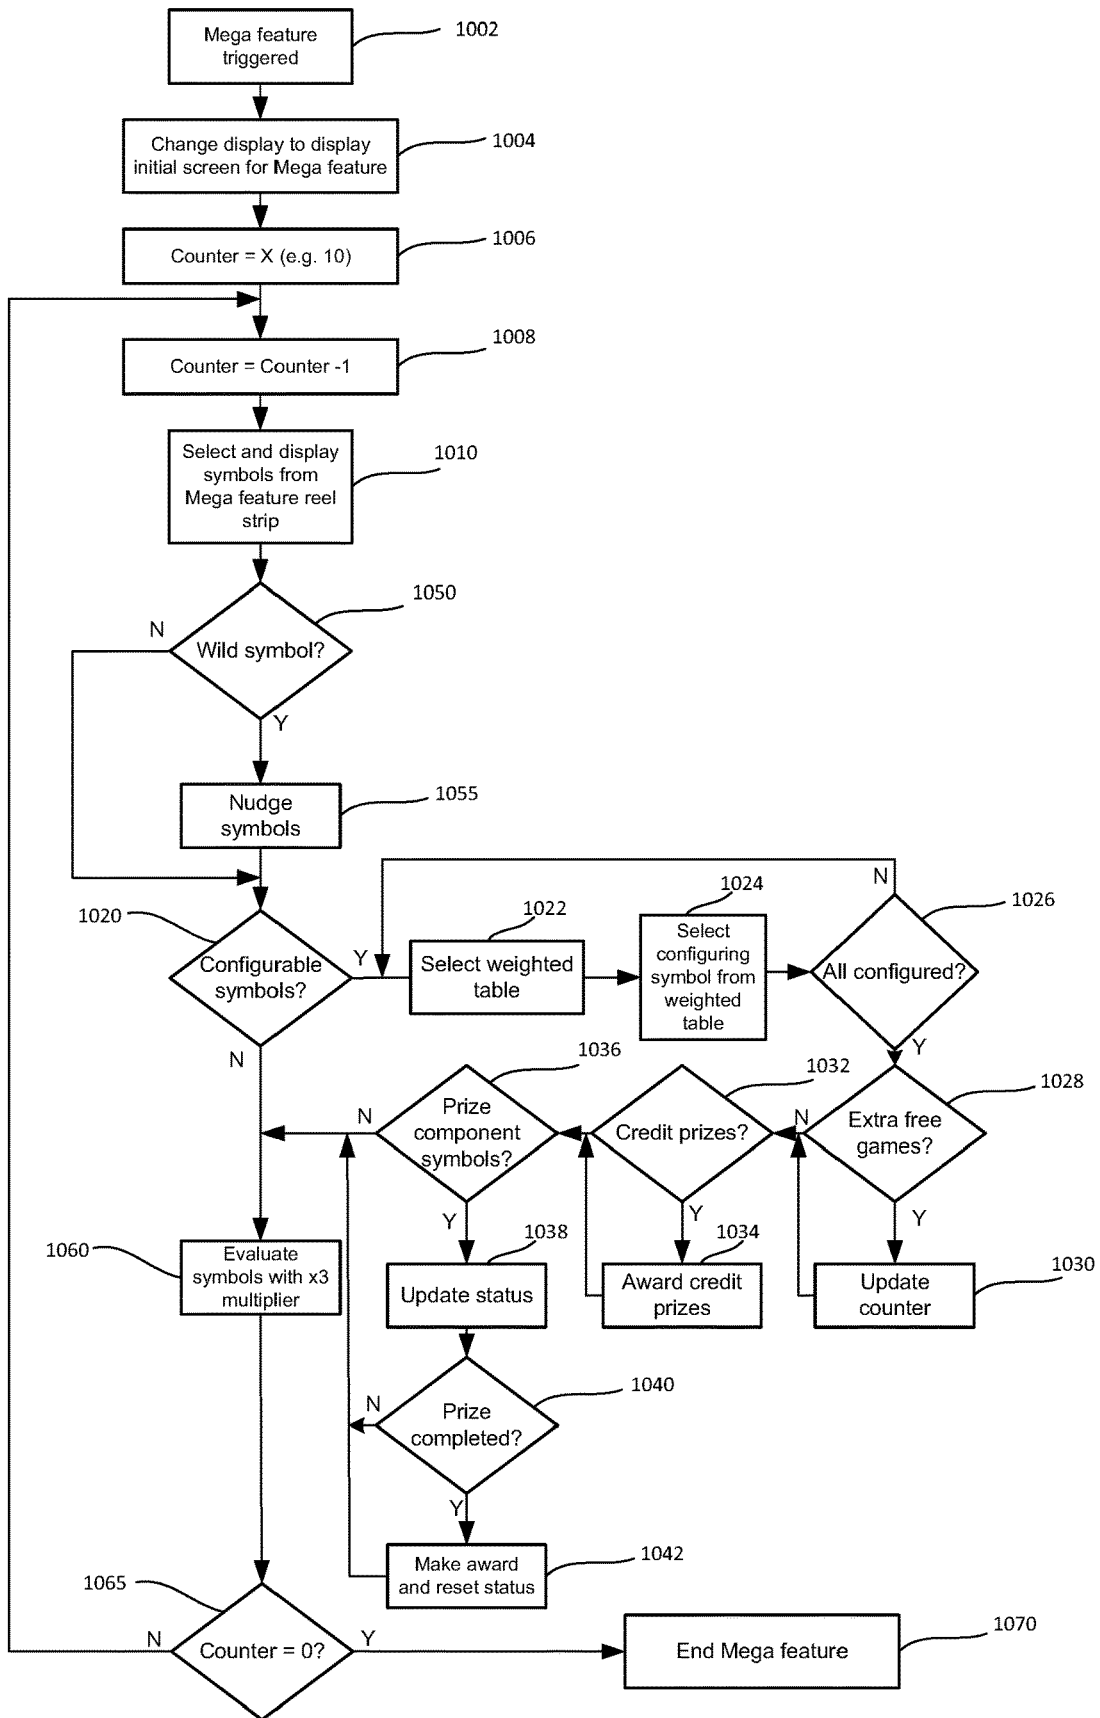 Mega feature
triggered
1002
Change display to display
initial screen for Mega feature
1004
Counter = X (e.g. 10)
1006
Counter = Counter -1
1008
Select and display
symbols from
Mega feature reel
strip
1010
Wild symbol?
1050
N
Y
Nudge
symbols
1055
Configurable
symbols?
1020
Y
N
Select weighted
table
1022
Select
configuring
symbol from
weighted
table
1024
All configured?
1026
N
Y
Extra free
games?
1028
N
Y
Update
counter
1030
Credit prizes?
1032
Y
Award credit
prizes
1034
Prize
component
symbols?
1036
N
Y
Update status
1038
Prize
completed?
1040
N
Y
Make award
and reset status
1042
Evaluate
symbols with x3
multiplier
1060
Counter = 0?
1065
N
Y
End Mega feature
1070